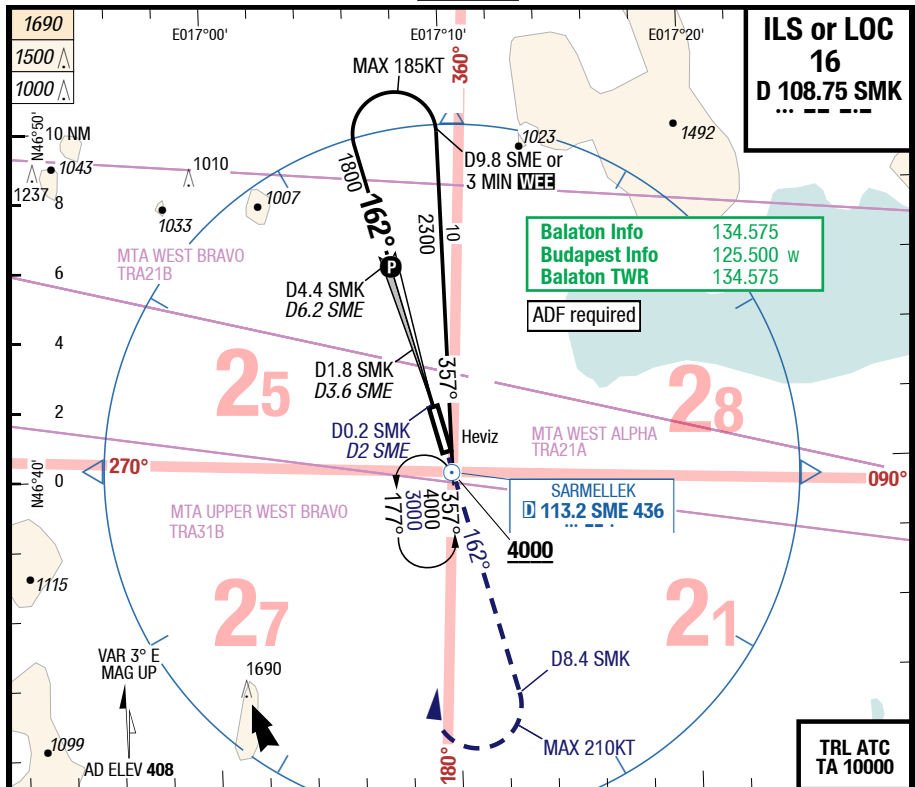 1690
1500
1000
E017°00'
E017°10'
E017°20'
ILS or LOC
16
D 108.75 SMK
MAX 185KT
360°
N46°50'
10 NM
1043
1237
1010
1023
1492
D9.8 SME or
3 MIN WEE
1800
162°
2300
10
8
1033
1007
MTA WEST BRAVO
TRA21B
Balaton Info 134.575
Budapest Info 125.500 W
Balaton TWR 134.575
6
P
D4.4 SMK
D6.2 SME
ADF required
4
25
D1.8 SMK
D3.6 SME
357°
28
2
D0.2 SMK
D2 SME
Heviz
MTA WEST ALPHA
TRA21A
N46°40'
0
270°
090°
MTA UPPER WEST BRAVO
TRA31B
177°
3000
4000
357°
SARMELLEK
D 113.2 SME 436
162°
4000
1115
27
21
VAR 3° E
MAG UP
1690
D8.4 SMK
1099
AD ELEV 408
180°
MAX 210KT
TRL ATC
TA 10000